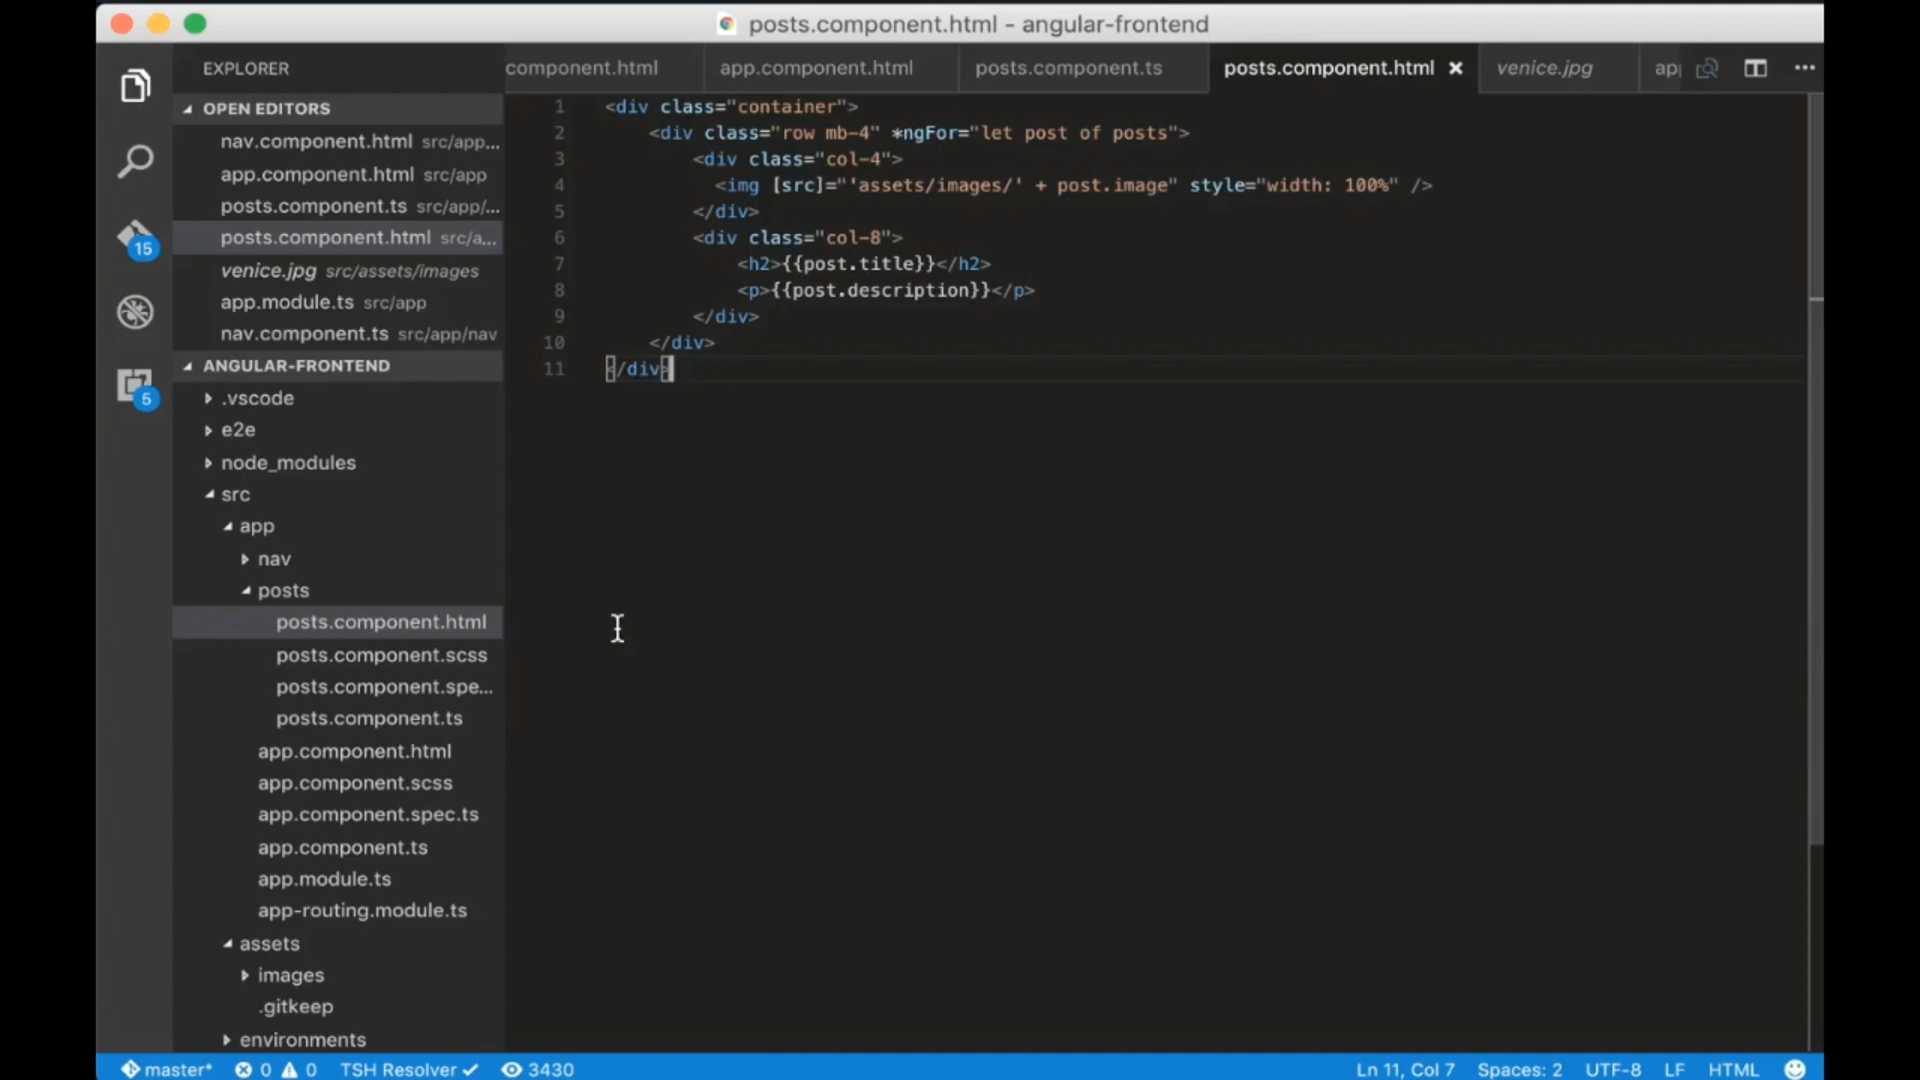 posts.component.html - angular-frontend
EXPLORER
component.html
app.component.html
posts.component.ts
posts.component.html
venice.jpg
OPEN EDITORS
nav.component.html src/app...
app.component.html src/app
posts.component.ts src/app/...
posts.component.html src/a...
venice.jpg src/assets/images
app.module.ts src/app
nav.component.ts src/app/nav
ANGULAR-FRONTEND
.vscode
e2e
node_modules
src
app
nav
posts
posts.component.html
posts.component.scss
posts.component.spe...
posts.component.ts
app.component.html
app.component.scss
app.component.spec.ts
app.component.ts
app.module.ts
app-routing.module.ts
assets
images
.gitkeep
environments
15
5
1 <div class="container">
2 <div class="row mb-4" *ngFor="let post of posts">
3 <div class="col-4">
4 <img [src]="'assets/images/' + post.image" style="width: 100%" />
5 </div>
6 <div class="col-8">
7 <h2>{{post.title}}</h2>
8 <p>{{post.description}}</p>
9 </div>
10 </div>
11 </div>
master* 0 0 TSH Resolver 3430 Ln 11, Col 7 Spaces: 2 UTF-8 LF HTML